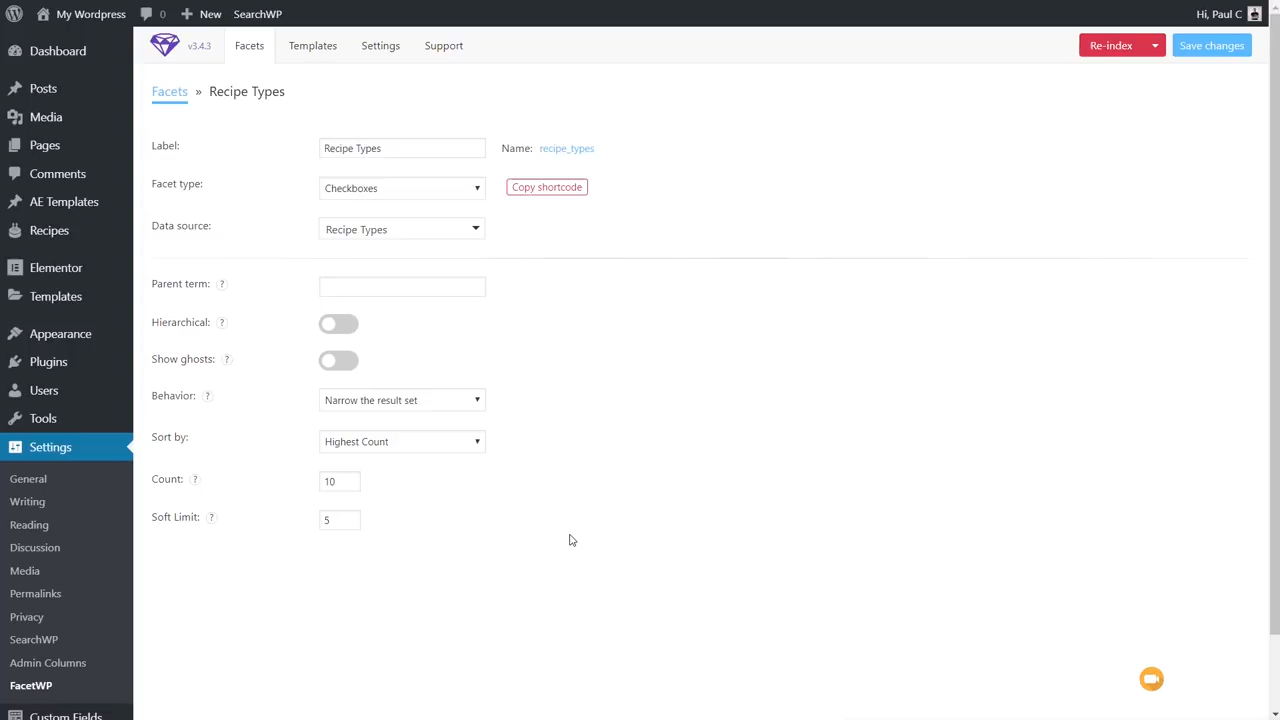 My Wordpress 0 New SearchWP Hi, Paul C
v3.4.3 Facets Templates Settings Support Re-index Save changes
Dashboard
Posts
Media
Pages
Comments
AE Templates
Recipes
Elementor
Templates
Appearance
Plugins
Users
Tools
Settings
General
Writing
Reading
Discussion
Media
Permalinks
Privacy
SearchWP
Admin Columns
FacetWP
Custom Fields
Facets » Recipe Types
Label: Recipe Types Name: recipe_types
Facet type: Checkboxes Copy shortcode
Data source: Recipe Types
Parent term: ?
Hierarchical: ?
Show ghosts: ?
Behavior: ? Narrow the result set
Sort by: Highest Count
Count: ? 10
Soft Limit: ? 5